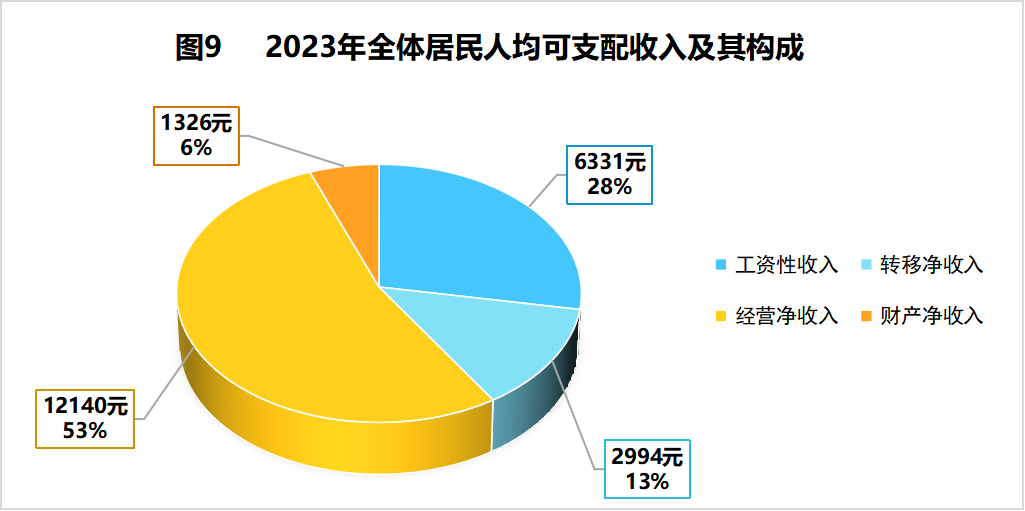 图9 2023年全体居民人均可支配收入及其构成
1326元
6%
6331元
28%
工资性收入 转移净收入
经营净收入 财产净收入
12140元
53%
2994元
13%